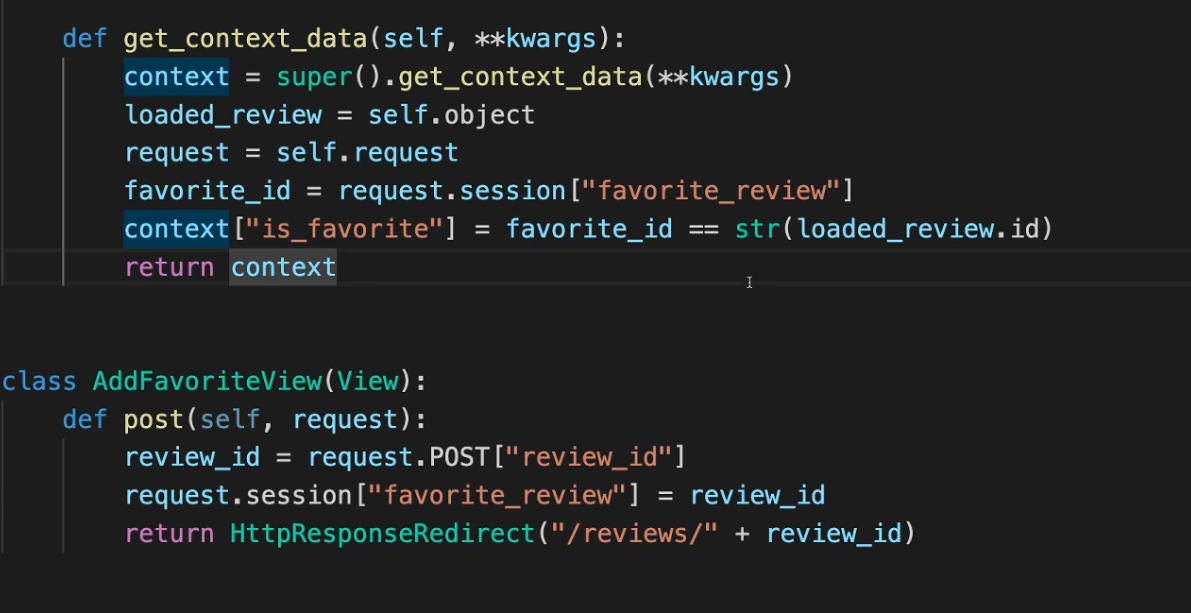 def get_context_data(self, **kwargs):
context = super().get_context_data(**kwargs)
loaded_review = self.object
request = self.request
favorite_id = request.session["favorite_review"]
context["is_favorite"] = favorite_id == str(loaded_review.id)
return context
class AddFavoriteView(View):
def post(self, request):
review_id = request.POST["review_id"]
request.session["favorite_review"] = review_id
return HttpResponseRedirect("/reviews/" + review_id)